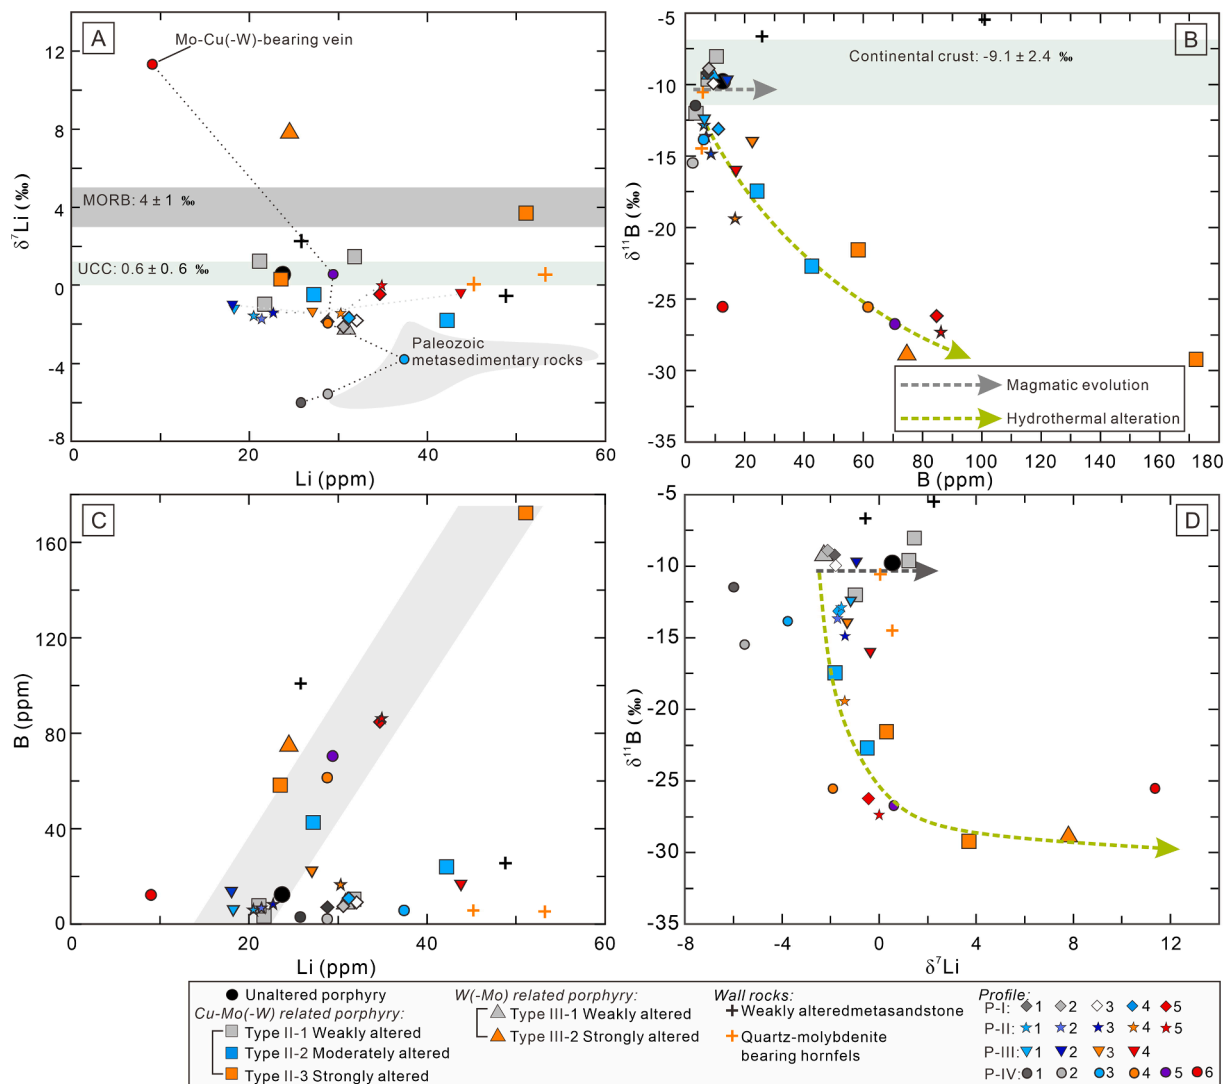 A
Mo-Cu(-W)-bearing vein
MORB: 4 ± 1 ‰
UCC: 0.6 ± 0.6 ‰
Paleozoic
metasedimentary rocks
12
8
4
0
-4
-8
δ⁷Li (‰)
0 20 40 60
Li (ppm)
B
Continental crust: -9.1 ± 2.4 ‰
Magmatic evolution
Hydrothermal alteration
-5
-10
-15
-20
-25
-30
-35
δ¹¹B (‰)
0 20 40 60 80 100 120 140 160 180
B (ppm)
C
160
120
80
40
0
B (ppm)
0 20 40 60
Li (ppm)
D
-5
-10
-15
-20
-25
-30
-35
δ¹¹B (‰)
-8 -4 0 4 8 12
δ⁷Li
Unaltered porphyry
Cu-Mo(-W) related porphyry:
Type II-1 Weakly altered
Type II-2 Moderately altered
Type II-3 Strongly altered
W(-Mo) related porphyry:
Type III-1 Weakly altered
Type III-2 Strongly altered
Wall rocks:
Weakly alteredmetasandstone
Quartz-molybdenite
bearing hornfels
Profile:
P-I: 1 2 3 4 5
P-II: 1 2 3 4 5
P-III: 1 2 3 4
P-IV: 1 2 3 4 5 6